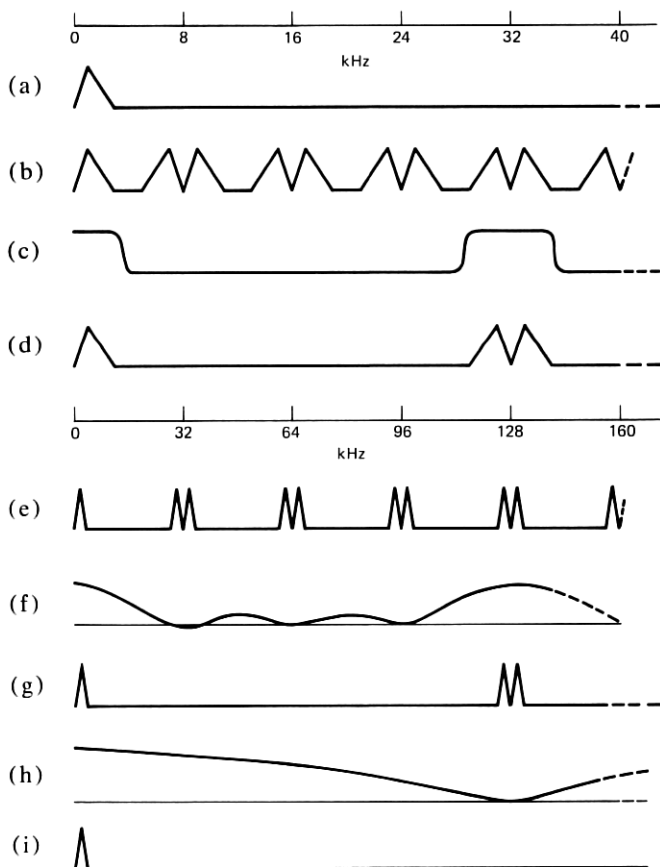 0 8 16 24 32 40
kHz
(a)
(b)
(c)
(d)
0 32 64 96 128 160
kHz
(e)
(f)
(g)
(h)
(i)